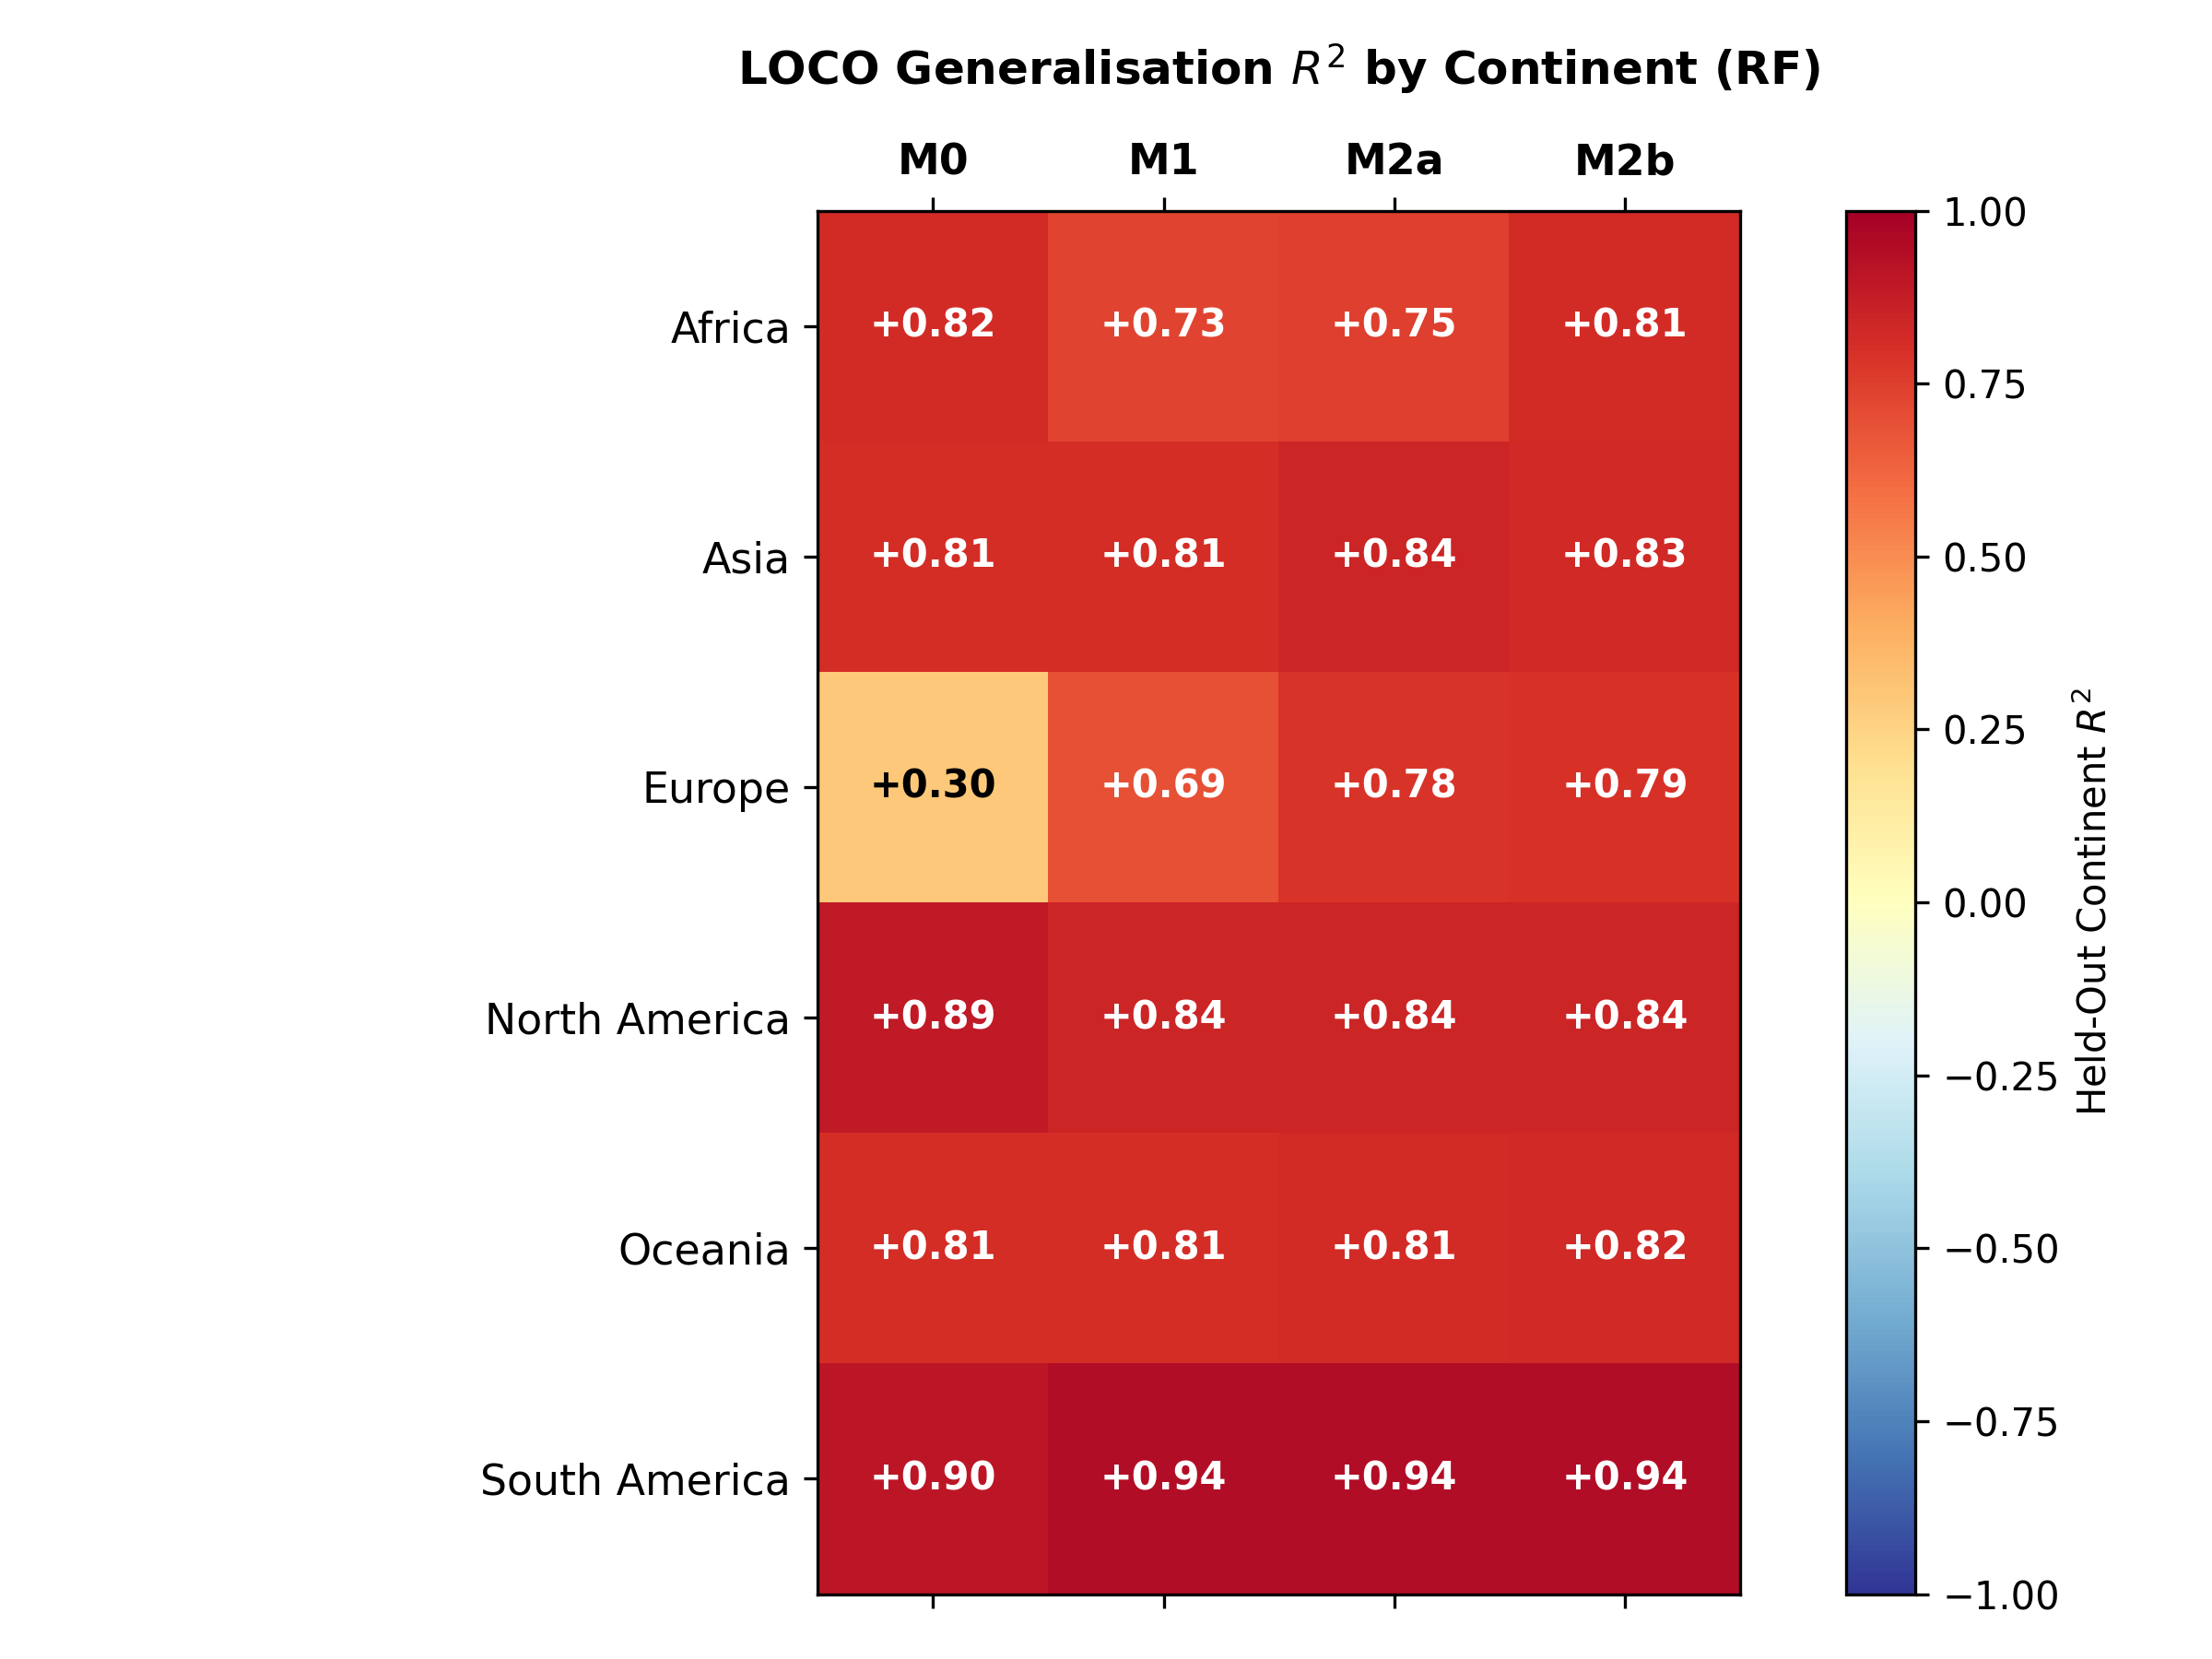 LOCO Generalisation R² by Continent (RF)
M0 M1 M2a M2b
Africa +0.82 +0.73 +0.75 +0.81
Asia +0.81 +0.81 +0.84 +0.83
Europe +0.30 +0.69 +0.78 +0.79
North America +0.89 +0.84 +0.84 +0.84
Oceania +0.81 +0.81 +0.81 +0.82
South America +0.90 +0.94 +0.94 +0.94
1.00
0.75
0.50
0.25
0.00
−0.25
−0.50
−0.75
−1.00
Held-Out Continent R²